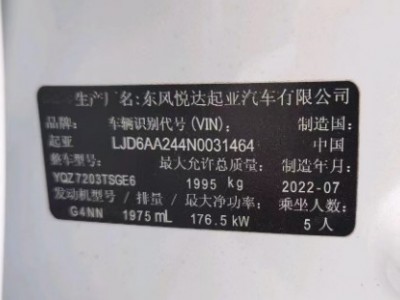 生产厂名:东风悦达起亚汽车有限公司
品牌: 车辆识别代号(VIN): 制造国:
起亚 LJD6AA244N0031464 中国
整车型号: 最大允许总质量: 制造年月:
YQZ7203TSGE6 1995 kg 2022-07
发动机型号/排量/最大净功率: 乘坐人数:
G4NN 1975 mL 176.5 kW 5 人